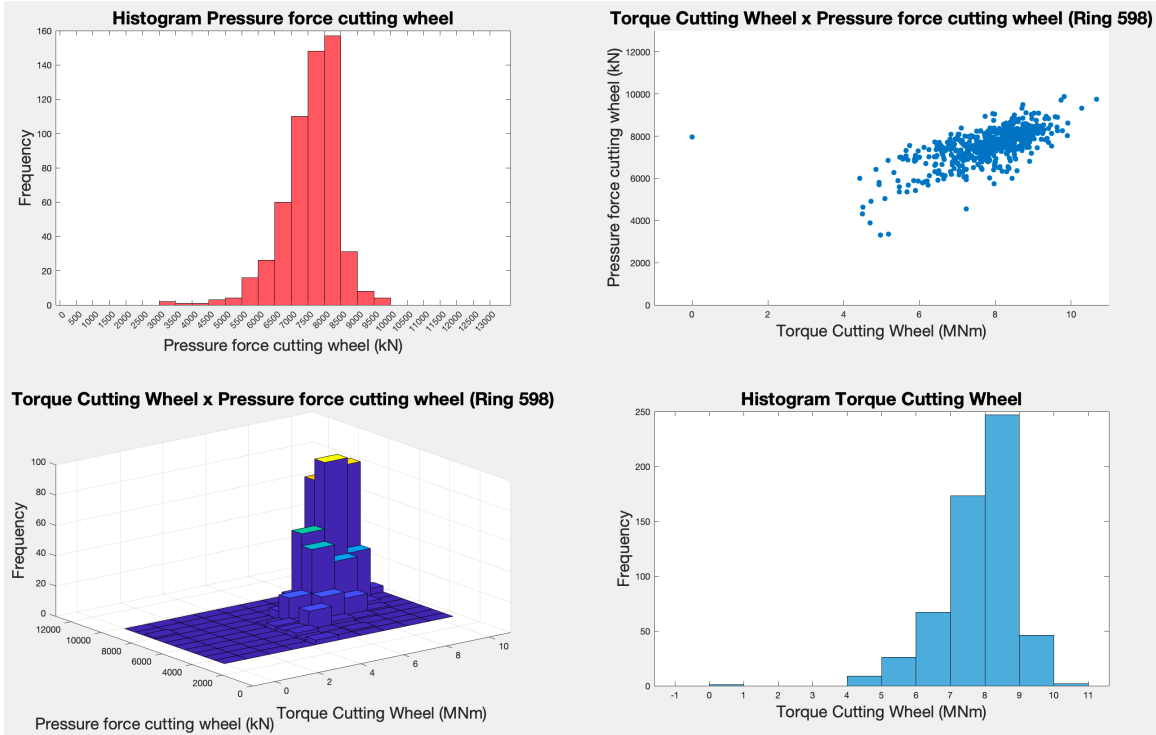 Histogram Pressure force cutting wheel
160
140
120
100
80
60
40
20
0
Frequency
0 500 1000 1500 2000 2500 3000 3500 4000 4500 5000 5500 6000 6500 7000 7500 8000 8500 9000 9500 10000 10500 11000 11500 12000 12500 13000
Pressure force cutting wheel (kN)
Torque Cutting Wheel x Pressure force cutting wheel (Ring 598)
12000
10000
8000
6000
4000
2000
0
Pressure force cutting wheel (kN)
0 2 4 6 8 10
Torque Cutting Wheel (MNm)
Torque Cutting Wheel x Pressure force cutting wheel (Ring 598)
100
80
60
40
20
0
Frequency
12000 10000 8000 6000 4000 2000 0
Pressure force cutting wheel (kN)
0 2 4 6 8 10
Torque Cutting Wheel (MNm)
Histogram Torque Cutting Wheel
250
200
150
100
50
0
Frequency
-1 0 1 2 3 4 5 6 7 8 9 10 11
Torque Cutting Wheel (MNm)